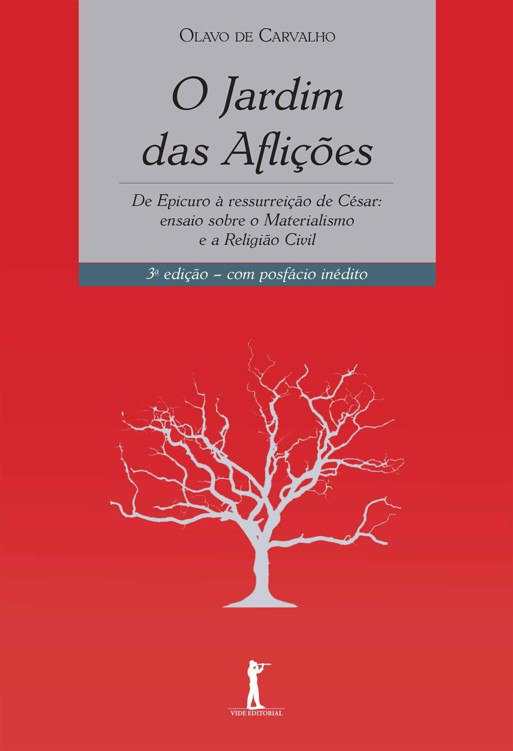 Olavo de Carvalho
O Jardim
das Aflições
De Epicuro à ressurreição de César:
ensaio sobre o Materialismo
e a Religião Civil
3ª edição – com posfácio inédito
VIDE EDITORIAL